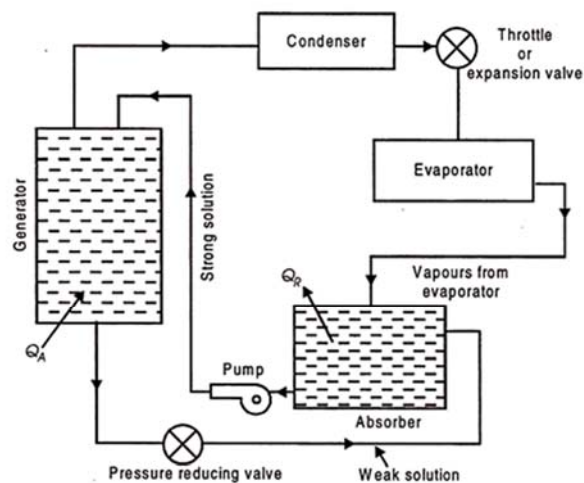 Condenser
Throttle
or
expansion valve
Evaporator
Generator
Strong solution
Vapours from
evaporator
Q_A
Q_R
Pump
Absorber
Pressure reducing valve
Weak solution